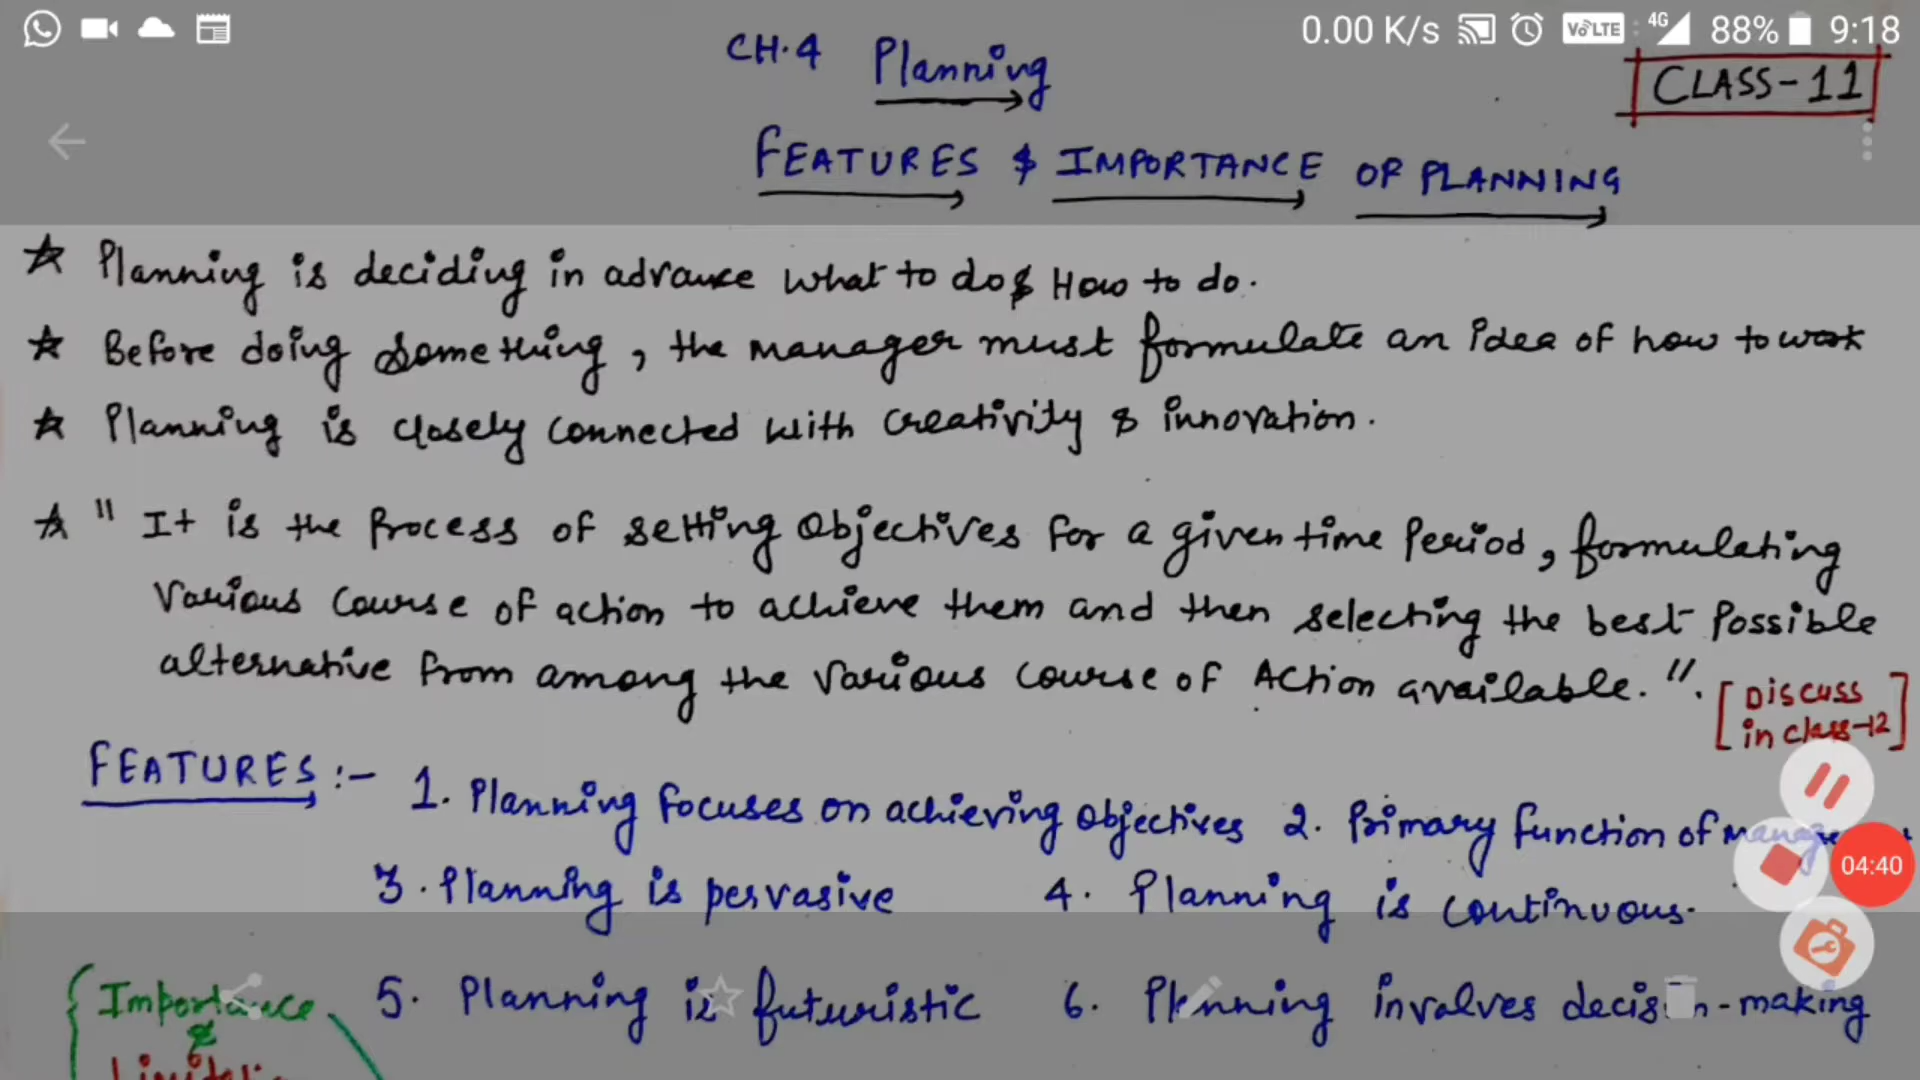 0.00 K/s VoLTE 4G 88% 9:18
CH.4 Planning
CLASS-11
FEATURES & IMPORTANCE OF PLANNING
Planning is deciding in advance what to do & How to do.
Before doing something, the manager must formulate an idea of how to work
Planning is closely connected with creativity & innovation.
" It is the Process of setting objectives for a given time Period, formulating
various course of action to achieve them and then selecting the best Possible
alternative from among the various course of Action available. ".
[Discuss
in class-12]
FEATURES :- 1. Planning focuses on achieving objectives 2. Primary function of
04:40
3. Planning is pervasive 4. Planning is continuous.
Importance 5. Planning is futuristic 6. Planning involves decision-making
&